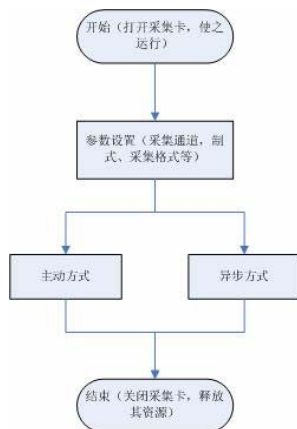 开始（打开采集卡，使之
运行）
参数设置（采集通道，制
式、采集格式等）
主动方式
异步方式
结束（关闭采集卡，释放
其资源）